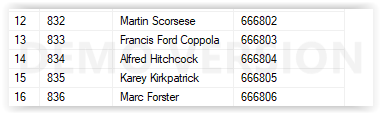 12 832 Martin Scorsese 666802
13 833 Francis Ford Coppola 666803
14 834 Alfred Hitchcock 666804
15 835 Karey Kirkpatrick 666805
16 836 Marc Forster 666806
DEMO VERSION